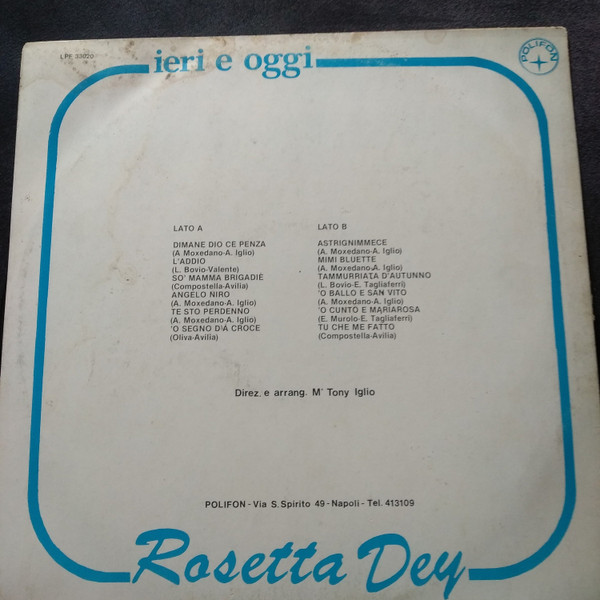 LPF 33020
ieri e oggi
POLIFON
LATO A
DIMANE DIO CE PENZA
(A Moxedano-A. Iglio)
L'ADDIO
(L. Bovio-Valente)
SO' MAMMA BRIGADIÈ
(Compostella-Avilia)
ANGELO NIRO
(A. Moxedano-A. Iglio)
TE STO PERDENNO
(A. Moxedano-A. Iglio)
'O SEGNO D'A CROCE
(Oliva-Avilia)
LATO B
ASTRIGNIMMECE
(A. Moxedano-A. Iglio)
MIMI BLUETTE
(A. Moxedano-A. Iglio)
TAMMURRIATA D'AUTUNNO
(L. Bovio-E. Tagliaferri)
'O BALLO E SAN VITO
(A. Moxedano-A. Iglio)
'O CUNTO E MARIAROSA
(E. Murolo-E. Tagliaferri)
TU CHE ME FATTO
(Compostella-Avilia)
Direz. e arrang. M° Tony Iglio
POLIFON - Via S. Spirito 49 - Napoli - Tel. 413109
Rosetta Dey